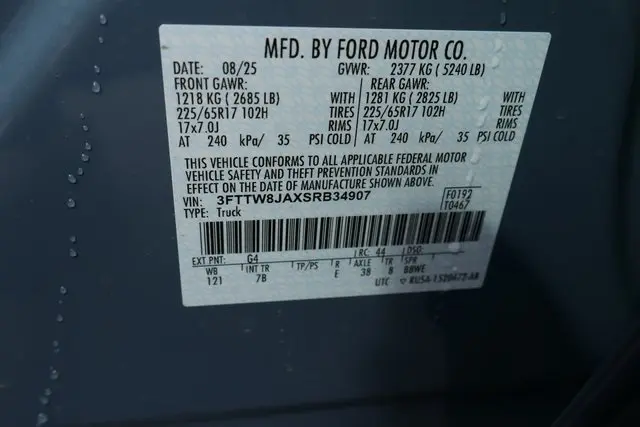 MFD. BY FORD MOTOR CO.
DATE: 08/25 GVWR: 2377 KG ( 5240 LB)
FRONT GAWR: REAR GAWR:
1218 KG ( 2685 LB) WITH 1281 KG ( 2825 LB) WITH
225/65R17 102H TIRES 225/65R17 102H TIRES
17x7.0J RIMS 17x7.0J RIMS
AT 240 kPa/ 35 PSI COLD AT 240 kPa/ 35 PSI COLD
THIS VEHICLE CONFORMS TO ALL APPLICABLE FEDERAL MOTOR
VEHICLE SAFETY AND THEFT PREVENTION STANDARDS IN
EFFECT ON THE DATE OF MANUFACTURE SHOWN ABOVE.
VIN: 3FTTW8JAXSRB34907 F0192
TYPE: Truck T0467
EXT PNT: G4 RC: 44 DSO:
WB INT TR TP/PS R AXLE TR SPR
121 7B E 38 8 BBWE
UTC RU5A-1520472-AB